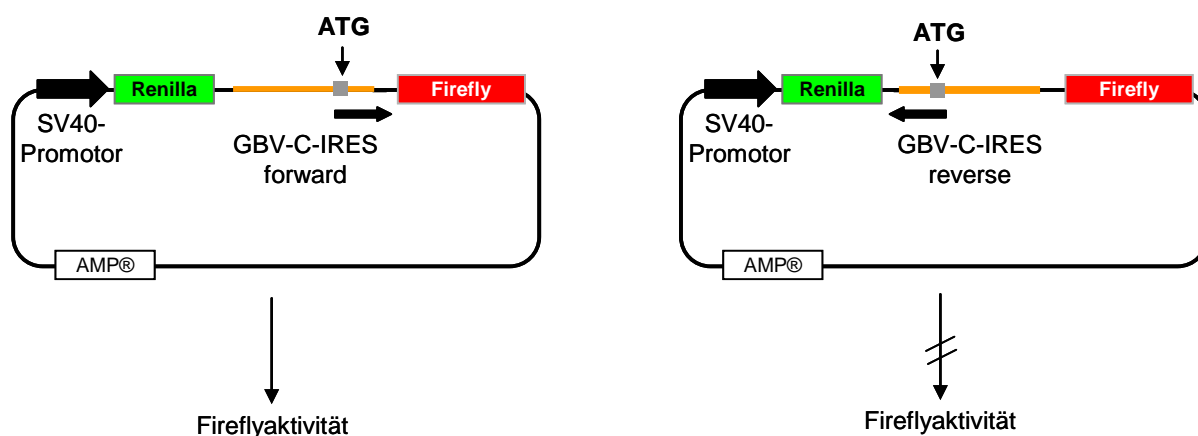 ATG
Renilla
Firefly
SV40-
Promotor
GBV-C-IRES
forward
AMP®
Fireflyaktivität
ATG
Renilla
Firefly
SV40-
Promotor
GBV-C-IRES
reverse
AMP®
Fireflyaktivität